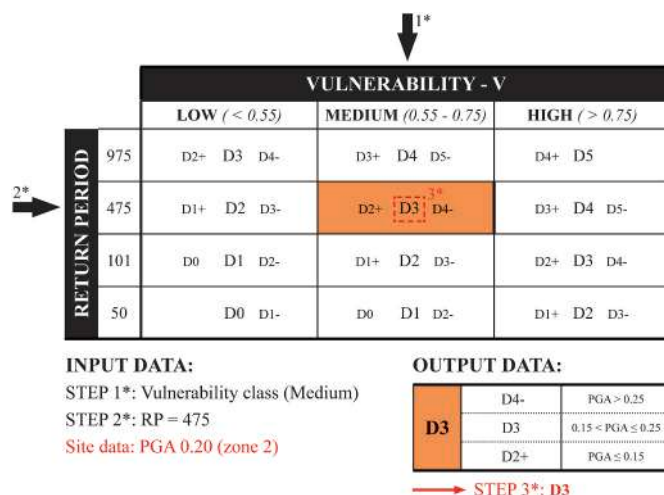 1*
VULNERABILITY - V
LOW ( < 0.55) MEDIUM (0.55 - 0.75) HIGH ( > 0.75)
2*
RETURN PERIOD
975 D2+ D3 D4- D3+ D4 D5- D4+ D5
3*
475 D1+ D2 D3- D2+ D3 D4- D3+ D4 D5-
101 D0 D1 D2- D1+ D2 D3- D2+ D3 D4-
50 D0 D1- D0 D1 D2- D1+ D2 D3-
INPUT DATA:
STEP 1*: Vulnerability class (Medium)
STEP 2*: RP = 475
Site data: PGA 0.20 (zone 2)
OUTPUT DATA:
D3
D4- PGA > 0.25
D3 0.15 < PGA ≤ 0.25
D2+ PGA ≤ 0.15
STEP 3*: D3